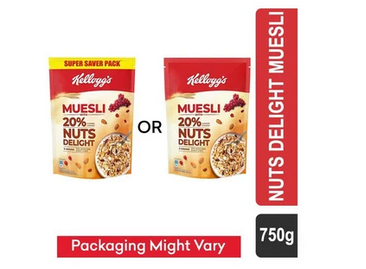 SUPER SAVER PACK
Kellogg's
MUESLI
20%
NUTS
DELIGHT
OR
Kellogg's
MUESLI
20%
NUTS
DELIGHT
NUTS DELIGHT MUESLI
750g
Packaging Might Vary